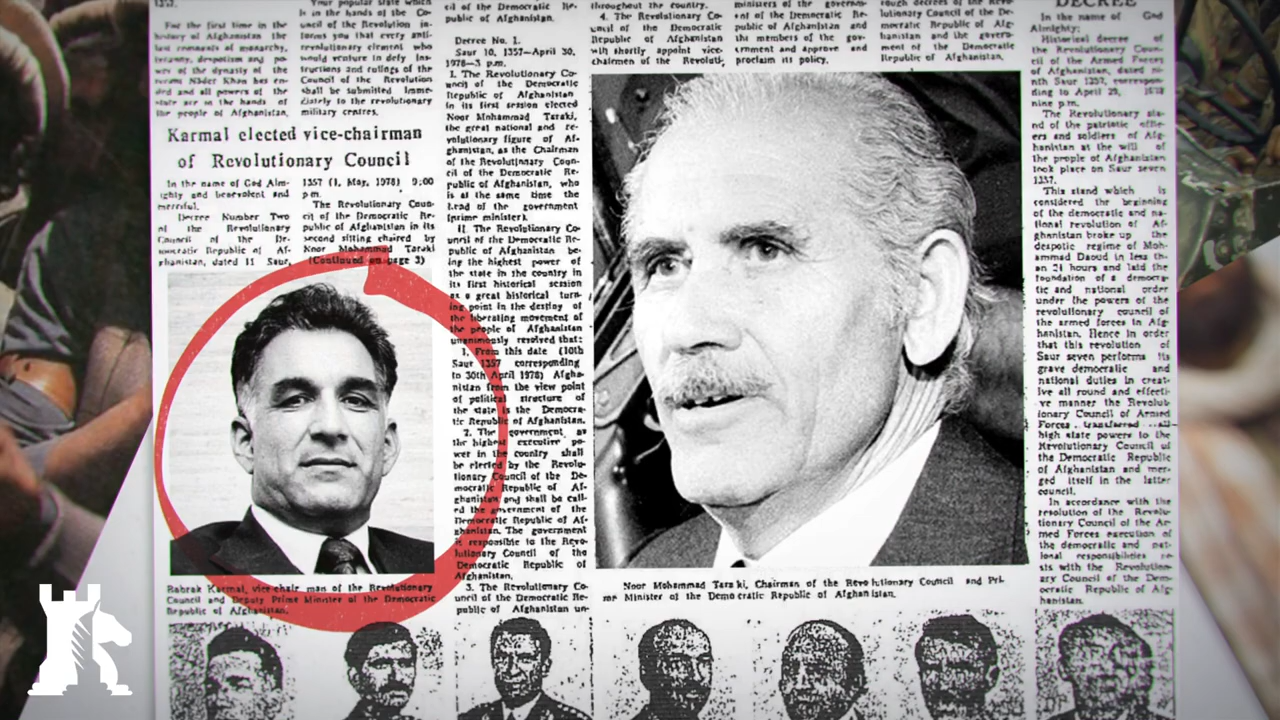 For the first time in the
history of Afghanistan the
last remnants of monarchy,
tyranny, despotism and po-
wer of the dynasty of the
Nader Khan has en-
ded and all powers of the
state are in the hands of
the people of Afghanistan.
Your popular state which
is in the hands of the Co-
uncil of the Revolution in-
forms you that every anti-
revolutionary element who
would venture to defy ins-
tructions and rulings of the
Council of the Revolution
shall be submitted imme-
diately to the revolutionary
military centres.
Karmal elected vice-chairman
of Revolutionary Council
In the name of God Alm-
ighty and benevolent and
merciful.
Decree Number Two
of the Revolutionary
Council of the De-
mocratic Republic of Af-
ghanistan, dated 11 Saur,
1357 (1, May, 1978) 9:00
p.m.
The Revolutionary Coun-
cil of the Democratic Re-
public of Afghanistan in its
second sitting chaired by
Noor Mohammad Taraki
(Continued on page 3)
Babrak Karmal, vice-chair man of the Revolutionary
Council and Deputy Prime Minister of the Democratic
Republic of Afghanistan.
cil of the Democratic Re-
public of Afghanistan.
Decree No. 1.
Saur 10, 1357—April 30,
1978—3 p.m.
I. The Revolutionary Co-
uncil of the Democratic
Republic of Afghanistan
in its first session elected
Noor Mohammad Taraki,
the great national and re-
volutionary figure of Af-
ghanistan, as the Chairman
of the Revolutionary Coun-
cil of the Democratic Re-
public of Afghanistan, who
is at the same time the
head of the government
(prime minister).
II. The Revolutionary Co-
uncil of the Democratic Re-
public of Afghanistan, be-
ing the highest power of
the state in the country in
its first historical session
as a great historical turn-
ing point in the destiny of
the liberating movement of
the people of Afghanistan
unanimously resolved that:
1. From this date (10th
Saur 1357 corresponding
to 30th April 1978) Afgha-
nistan from the view point
of political structure of
the state is the Democra-
tic Republic of Afghanistan.
2. The government as
the highest executive po-
wer in the country shall
be elected by the Revolu-
tionary Council of the De-
mocratic Republic of Af-
ghanistan and shall be call-
ed the government of the
Democratic Republic of Af-
ghanistan. The government
is responsible to the Revo-
lutionary Council of the
Democratic Republic of
Afghanistan.
3. The Revolutionary Co-
uncil of the Democratic
Republic of Afghanistan un-
throughout the country.
4. The Revolutionary Co-
uncil of the Democratic
Republic of Afghanistan
will shortly appoint vice-
chairmen of the Revoluti-
ministers of the governm-
ent of the Democratic Re-
public of Afghanistan and
the members of the gov-
ernment and approve and
proclaim its policy.
rough decrees of the Revo-
lutionary Council of the De-
mocratic Republic of Afg-
hanistan and the govern-
ment of the Democratic
Republic of Afghanistan.
Noor Mohammad Tara ki, Chairman of the Revo lutionary Council and Pri-
me Minister of the Demo cratic Republic of Afghanistan.
DECREE
In the name of God
Almighty;
Historical decree of
the Revolutionary Coun-
cil of the Armed Forces
of Afghanistan, dated ni-
nth Saur 1357, correspon-
ding to April 29, 1978
nine p.m.
The Revolutionary sta-
nd of the patriotic offic-
ers and soldiers of Afg-
hanistan at the will of
the people of Afghanistan
took place on Saur seven
1357.
This stand which is
considered the beginning
of the democratic and na-
tional revolution of Af-
ghanistan broke up the
despotic regime of Moh-
ammad Daoud in less th-
an 24 hours and laid the
foundation of a democra-
tic and national order
under the powers of the
revolutionary council of
the armed forces in Afg-
hanistan. Hence in order
that this revolution of
Saur seven performs its
grave democratic and
national duties in creat-
ive all round and effecti-
ve manner the Revolut-
ionary Council of Armed
Forces transferred all
high state powers to the
Revolutionary Council of
the Democratic Republic
of Afghanistan and mer-
ged itself in the latter
council.
In accordance with the
resolution of the Revolu-
tionary Council of the Ar-
med Forces execution of
the democratic and nat-
ional responsibilities re-
sts with the Revolution-
ary Council of the Dem-
ocratic Republic of Afg-
hanistan.